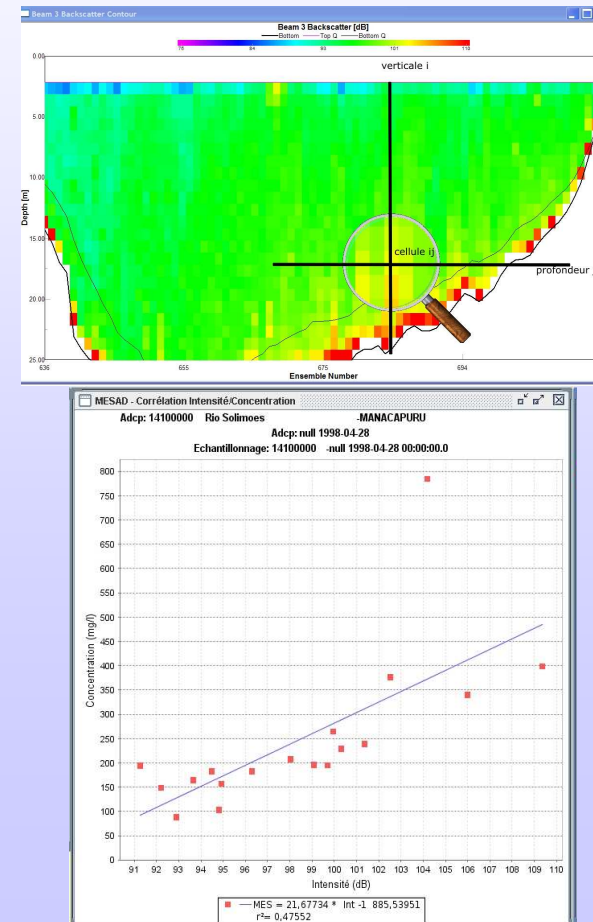 Beam 3 Backscatter Contour
Beam 3 Backscatter [dB]
Bottom Top Q Bottom Q
75 84 93 101 110
verticale i
0.00
5.00
10.00
15.00
20.00
25.00
Depth [m]
cellule ij
profondeur
636 655 675 694
Ensemble Number
MESAD - Corrélation Intensité/Concentration
Adcp: 14100000 Rio Solimoes -MANACAPURU
Adcp: null 1998-04-28
Echantillonnage: 14100000 -null 1998-04-28 00:00:00.0
800
750
700
650
600
550
500
450
400
350
300
250
200
150
100
50
0
Concentration (mg/l)
91 92 93 94 95 96 97 98 99 100 101 102 103 104 105 106 107 108 109 110
Intensité (dB)
MES = 21,67734 * Int -1 885,53951
r²= 0,47552